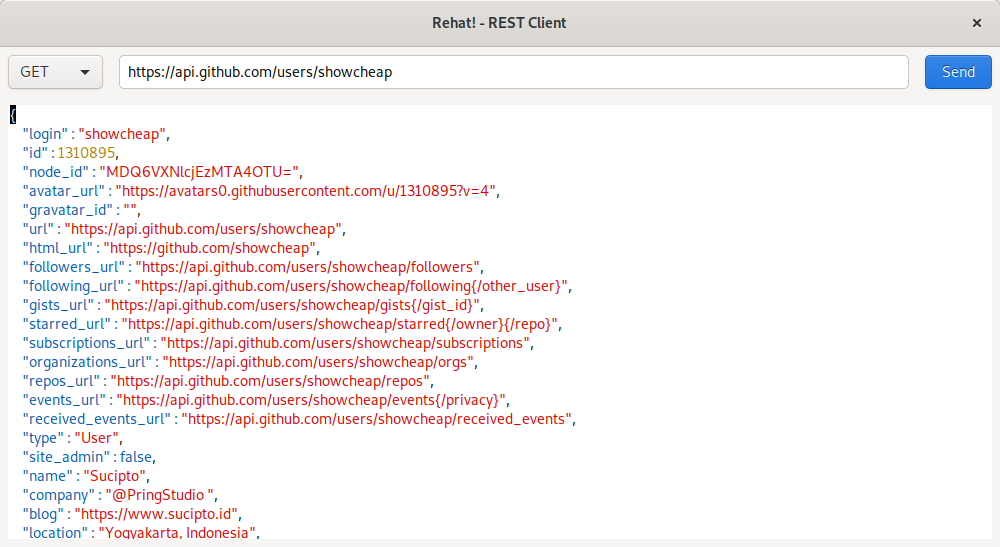 Rehat! - REST Client
GET https://api.github.com/users/showcheap Send
{
"login" : "showcheap",
"id" : 1310895,
"node_id" : "MDQ6VXNlcjEzMTA4OTU=",
"avatar_url" : "https://avatars0.githubusercontent.com/u/1310895?v=4",
"gravatar_id" : "",
"url" : "https://api.github.com/users/showcheap",
"html_url" : "https://github.com/showcheap",
"followers_url" : "https://api.github.com/users/showcheap/followers",
"following_url" : "https://api.github.com/users/showcheap/following{/other_user}",
"gists_url" : "https://api.github.com/users/showcheap/gists{/gist_id}",
"starred_url" : "https://api.github.com/users/showcheap/starred{/owner}{/repo}",
"subscriptions_url" : "https://api.github.com/users/showcheap/subscriptions",
"organizations_url" : "https://api.github.com/users/showcheap/orgs",
"repos_url" : "https://api.github.com/users/showcheap/repos",
"events_url" : "https://api.github.com/users/showcheap/events{/privacy}",
"received_events_url" : "https://api.github.com/users/showcheap/received_events",
"type" : "User",
"site_admin" : false,
"name" : "Sucipto",
"company" : "@PringStudio ",
"blog" : "https://www.sucipto.id",
"location" : "Yogyakarta, Indonesia",